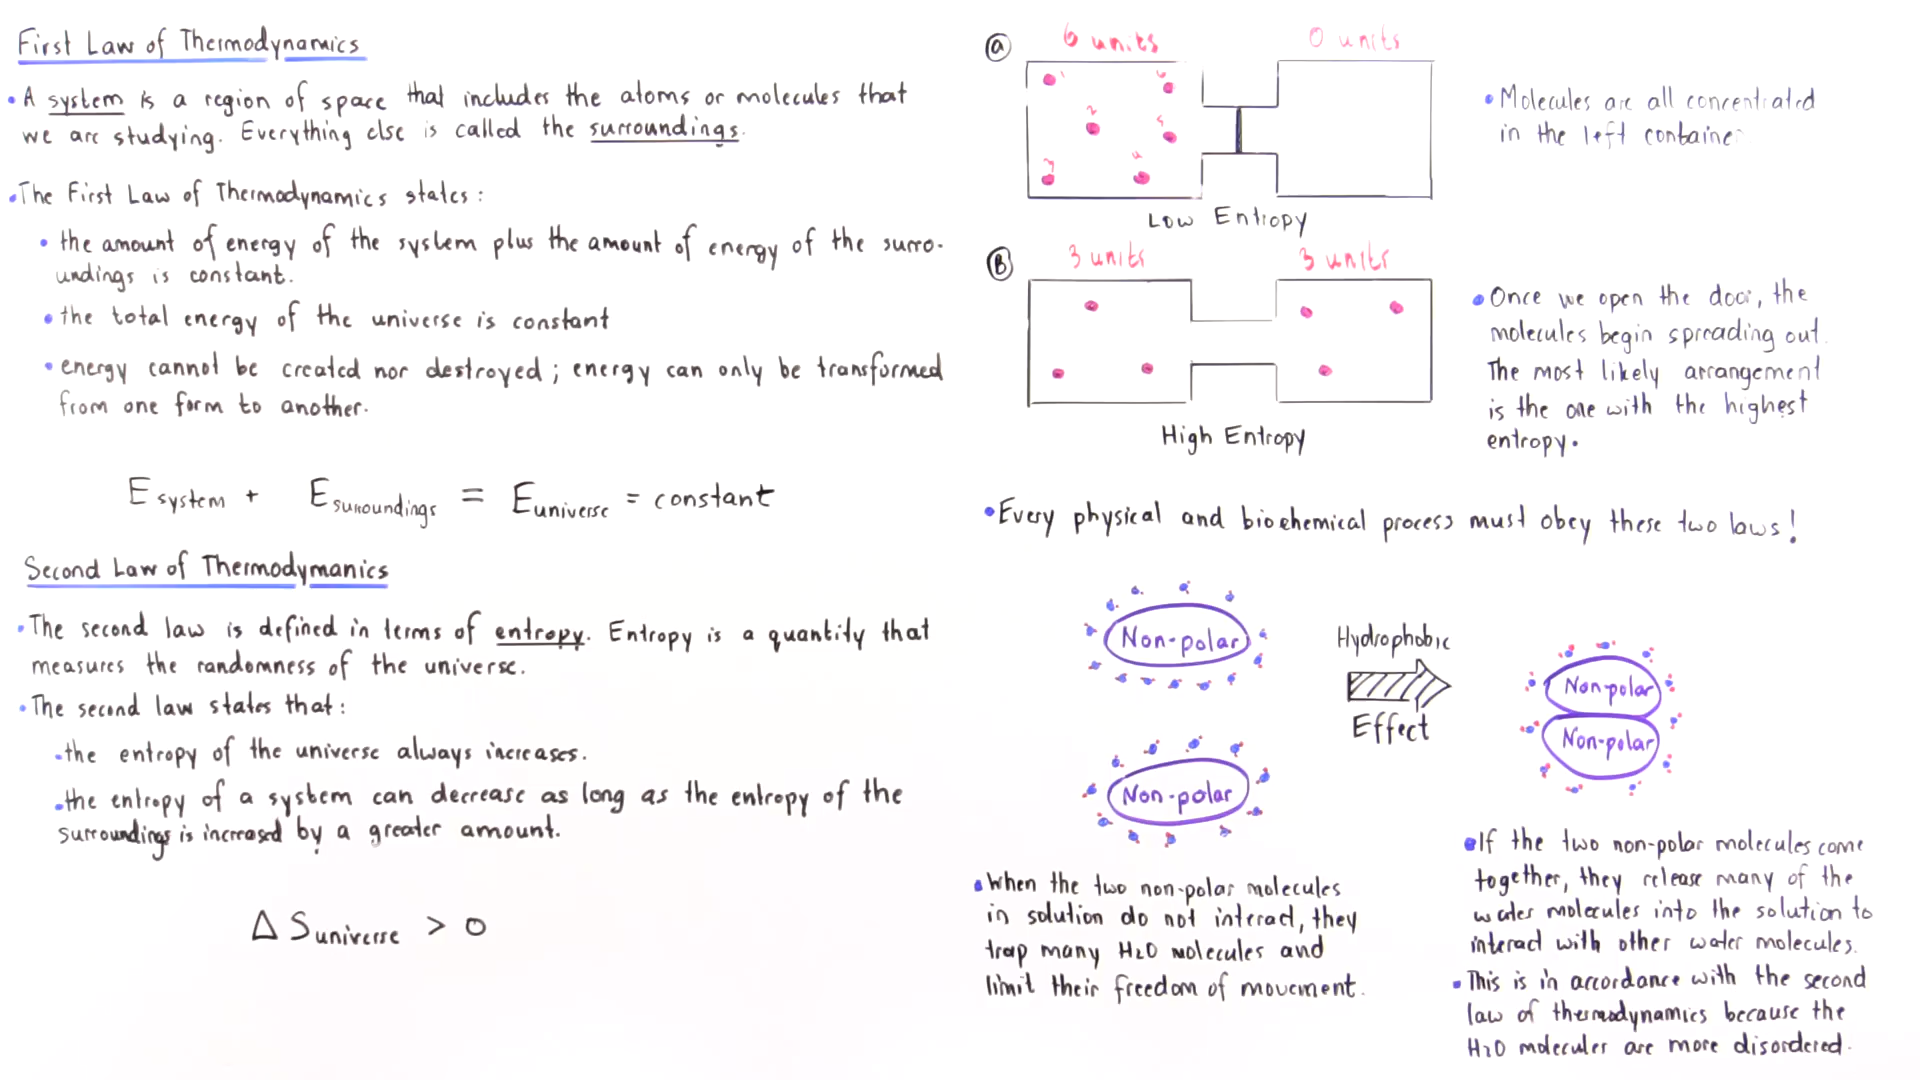 First Law of Thermodynamics
• A system is a region of space that includes the atoms or molecules that
we are studying. Everything else is called the surroundings.
• The First Law of Thermodynamics states:
• the amount of energy of the system plus the amount of energy of the surro-
undings is constant.
• the total energy of the universe is constant
• energy cannot be created nor destroyed; energy can only be transformed
from one form to another.
E system + E surroundings = E universe = constant
Second Law of Thermodymanics
• The second law is defined in terms of entropy. Entropy is a quantity that
measures the randomness of the universe.
• The second law states that:
• the entropy of the universe always increases.
• the entropy of a system can decrease as long as the entropy of the
surroundings is increased by a greater amount.
Δ S universe > 0
A
6 units
0 units
Low Entropy
• Molecules are all concentrated
in the left container
B
3 units
3 units
High Entropy
• Once we open the door, the
molecules begin spreading out.
The most likely arrangement
is the one with the highest
entropy.
• Every physical and biochemical process must obey these two laws!
Non-polar
Non-polar
Hydrophobic
Effect
Non-polar
Non-polar
• When the two non-polar molecules
in solution do not interact, they
trap many H2O molecules and
limit their freedom of movement.
• If the two non-polar molecules come
together, they release many of the
water molecules into the solution to
interact with other water molecules.
• This is in accordance with the second
law of thermodynamics because the
H2O molecules are more disordered.